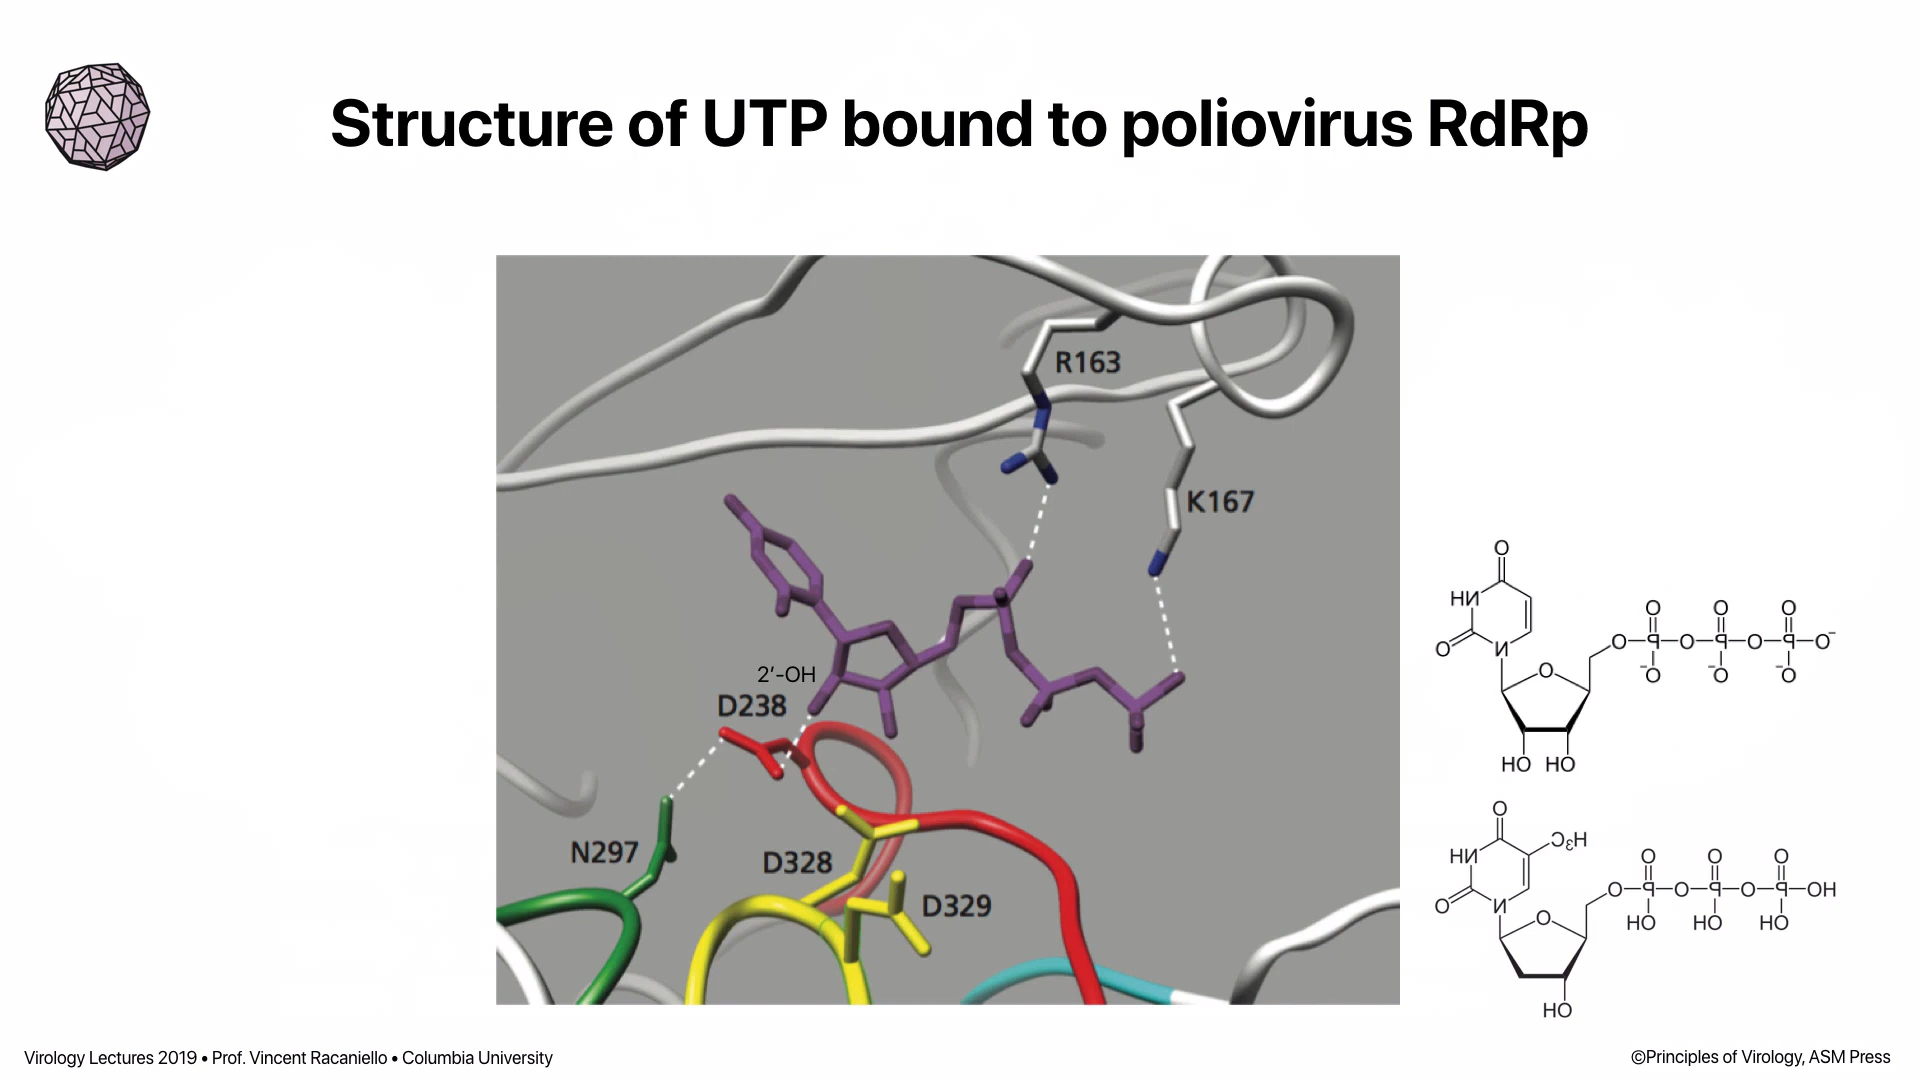 Structure of UTP bound to poliovirus RdRp
R163
K167
2’-OH
D238
N297
D328
D329
O
HN
O
N
O
O
O
O
O P O P O P O⁻
O⁻
O⁻
O⁻
HO HO
O
H₃C
HN
O
N
O
O
O
O
O P O P O P OH
HO
HO
HO
HO
Virology Lectures 2019 • Prof. Vincent Racaniello • Columbia University
©Principles of Virology, ASM Press